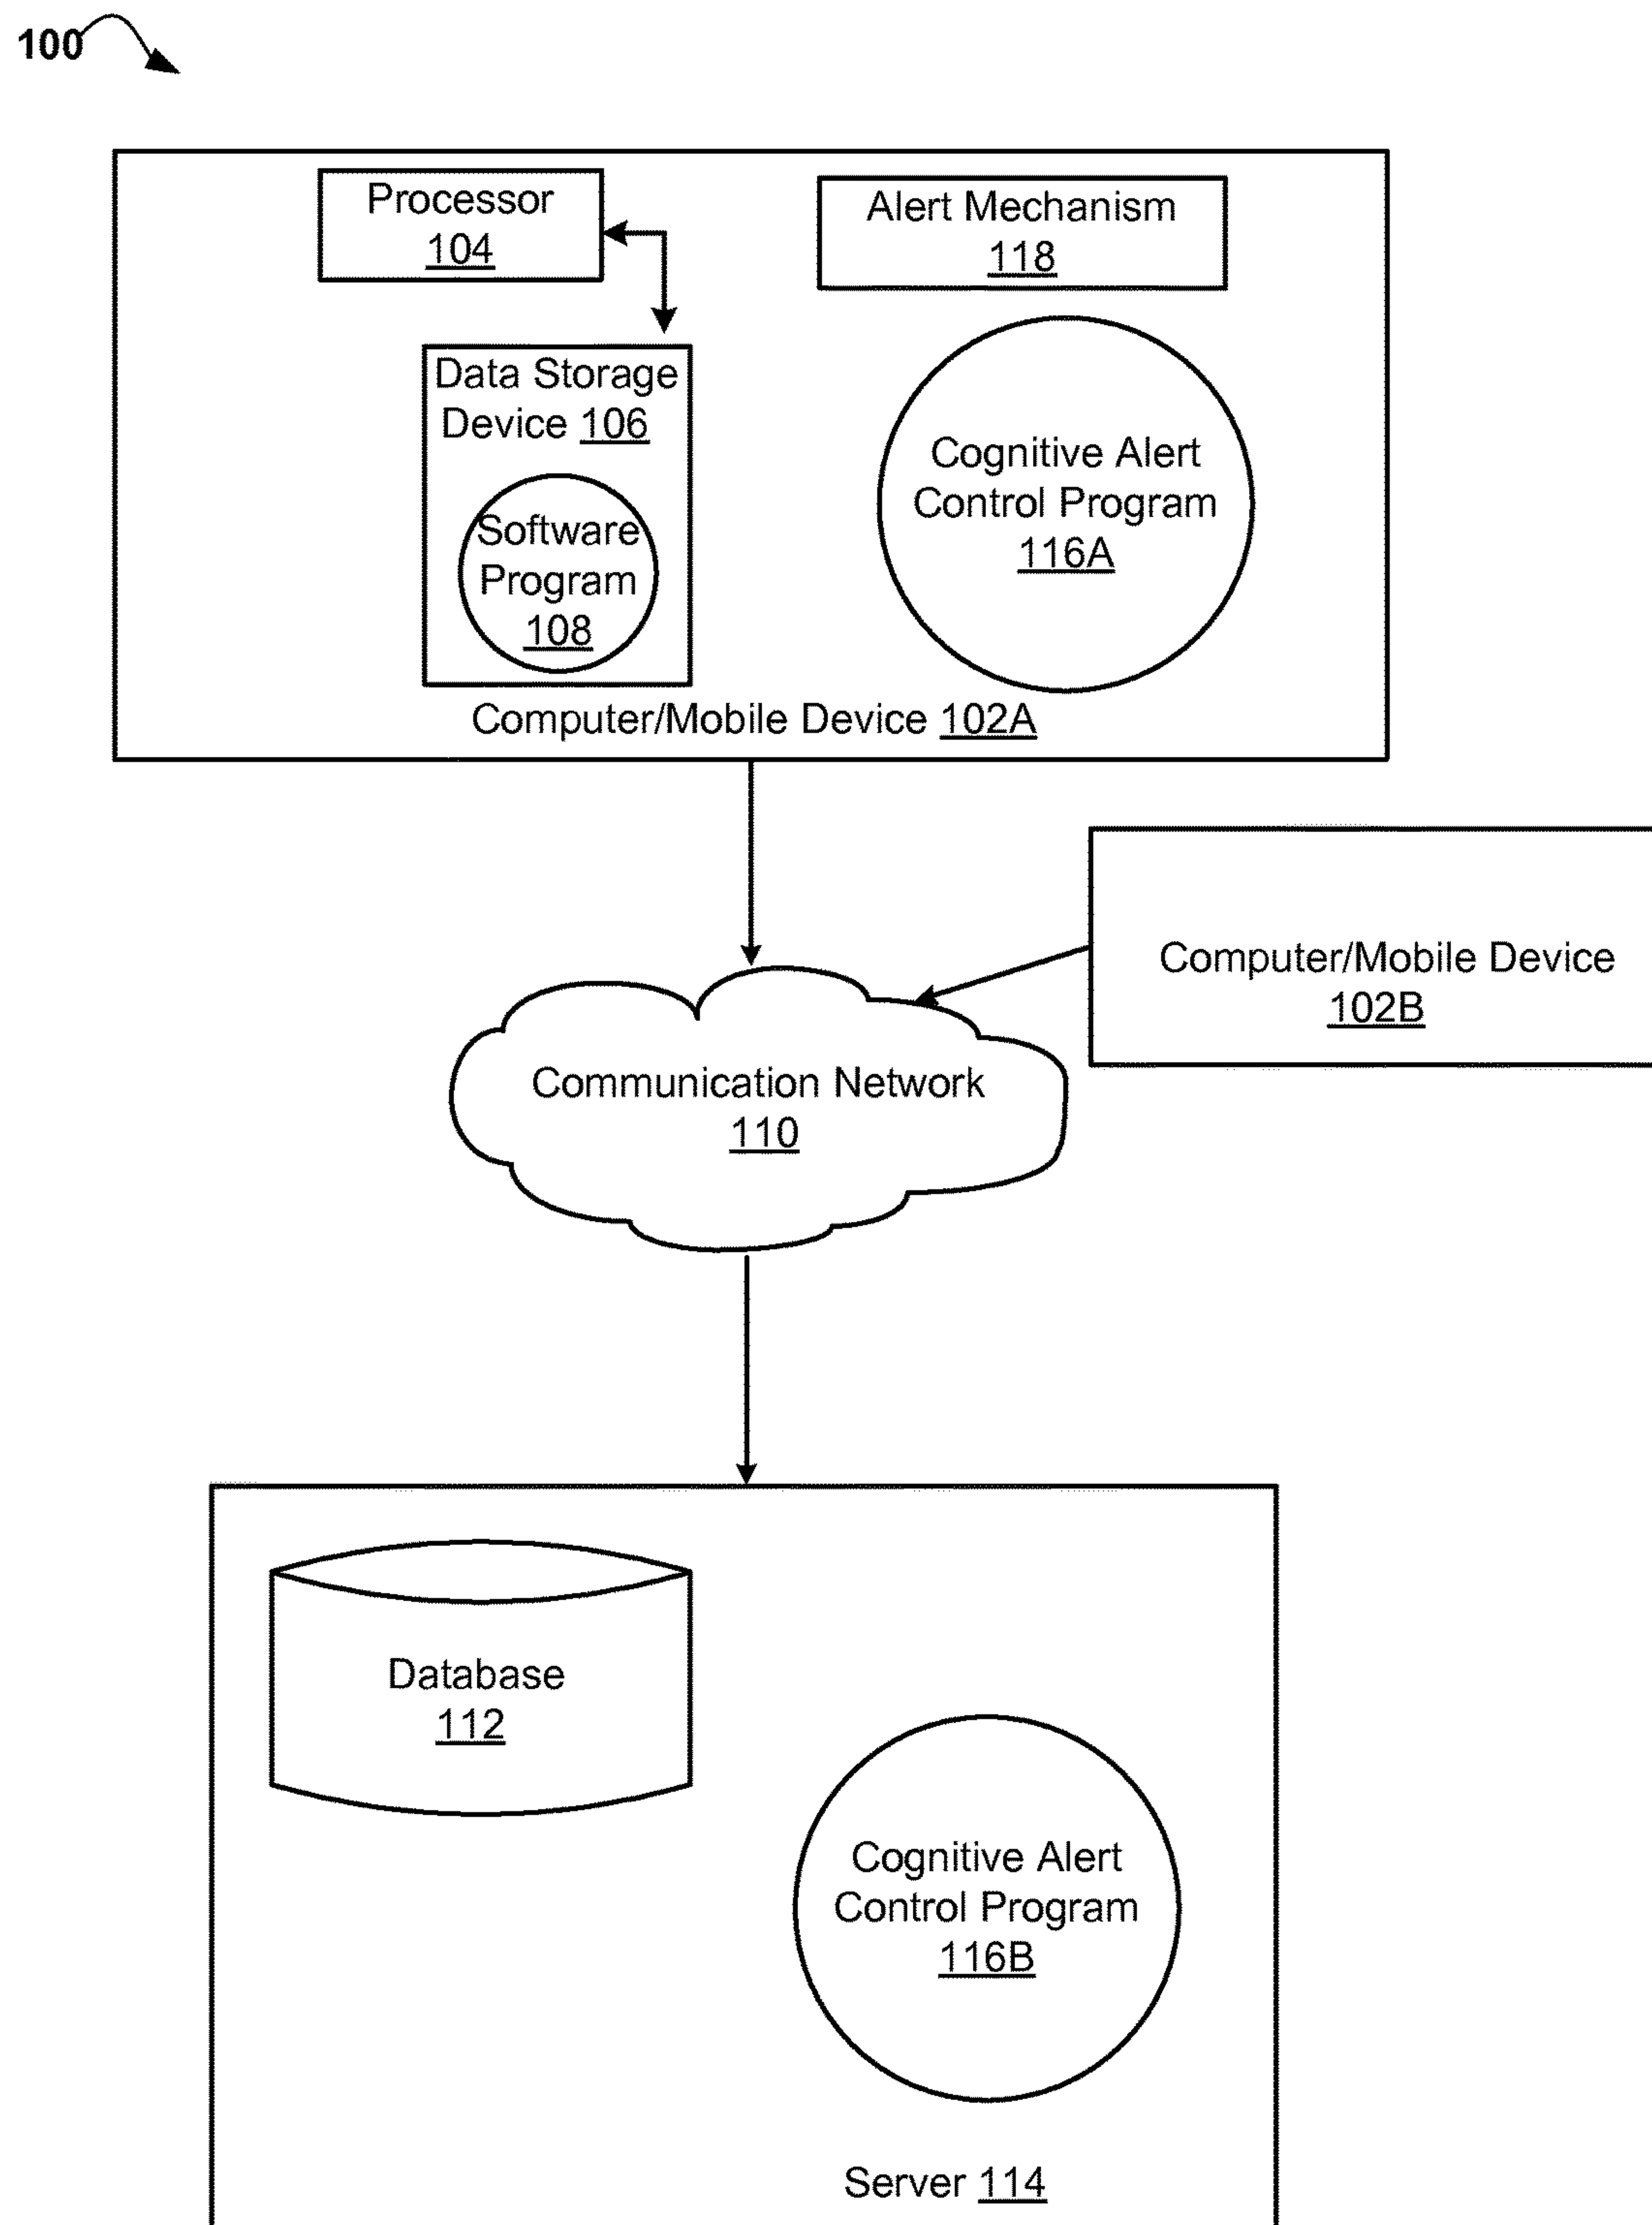 100
Processor
104
Alert Mechanism
118
Data Storage
Device 106
Software
Program
108
Cognitive Alert
Control Program
116A
Computer/Mobile Device 102A
Computer/Mobile Device
102B
Communication Network
110
Database
112
Cognitive Alert
Control Program
116B
Server 114